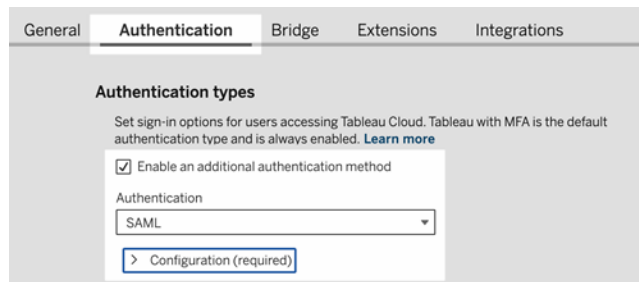 General Authentication Bridge Extensions Integrations
Authentication types
Set sign-in options for users accessing Tableau Cloud. Tableau with MFA is the default
authentication type and is always enabled. Learn more
Enable an additional authentication method
Authentication
SAML
Configuration (required)